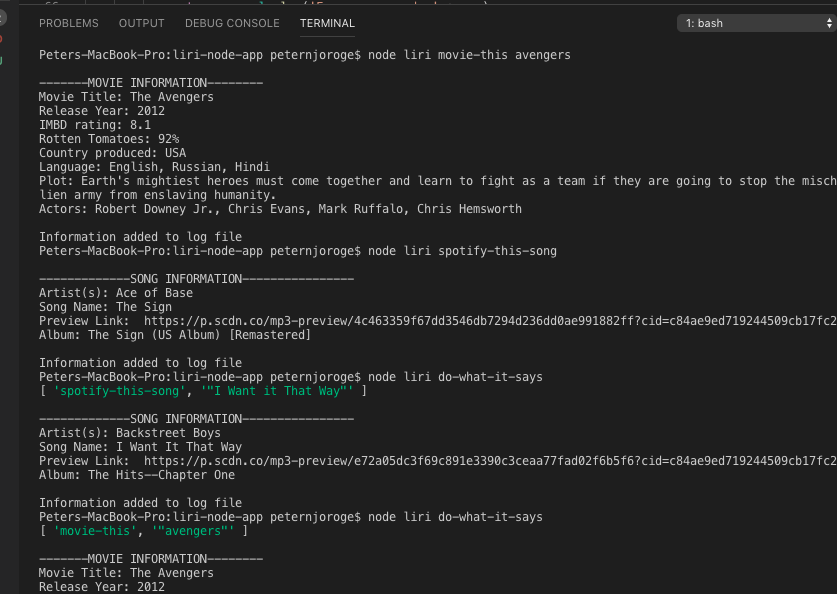 PROBLEMS OUTPUT DEBUG CONSOLE TERMINAL 1: bash
Peters-MacBook-Pro:liri-node-app peternjoroge$ node liri movie-this avengers
-------MOVIE INFORMATION--------
Movie Title: The Avengers
Release Year: 2012
IMBD rating: 8.1
Rotten Tomatoes: 92%
Country produced: USA
Language: English, Russian, Hindi
Plot: Earth's mightiest heroes must come together and learn to fight as a team if they are going to stop the misch
lien army from enslaving humanity.
Actors: Robert Downey Jr., Chris Evans, Mark Ruffalo, Chris Hemsworth
Information added to log file
Peters-MacBook-Pro:liri-node-app peternjoroge$ node liri spotify-this-song
-------------SONG INFORMATION----------------
Artist(s): Ace of Base
Song Name: The Sign
Preview Link:  https://p.scdn.co/mp3-preview/4c463359f67dd3546db7294d236dd0ae991882ff?cid=c84ae9ed719244509cb17fc2
Album: The Sign (US Album) [Remastered]
Information added to log file
Peters-MacBook-Pro:liri-node-app peternjoroge$ node liri do-what-it-says
[ 'spotify-this-song', '"I Want it That Way"' ]
-------------SONG INFORMATION----------------
Artist(s): Backstreet Boys
Song Name: I Want It That Way
Preview Link:  https://p.scdn.co/mp3-preview/e72a05dc3f69c891e3390c3ceaa77fad02f6b5f6?cid=c84ae9ed719244509cb17fc2
Album: The Hits--Chapter One
Information added to log file
Peters-MacBook-Pro:liri-node-app peternjoroge$ node liri do-what-it-says
[ 'movie-this', '"avengers"' ]
-------MOVIE INFORMATION--------
Movie Title: The Avengers
Release Year: 2012